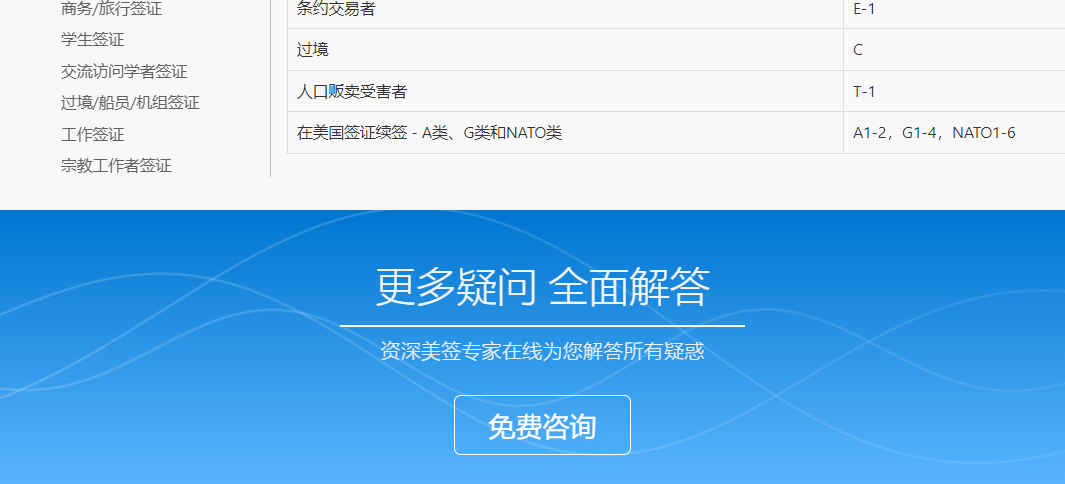 商务/旅行签证
学生签证
交流访问学者签证
过境/船员/机组签证
工作签证
宗教工作者签证
条约交易者 E-1
过境 C
人口贩卖受害者 T-1
在美国签证续签 - A类、G类和NATO类 A1-2，G1-4，NATO1-6
更多疑问 全面解答
资深美签专家在线为您解答所有疑惑
免费咨询